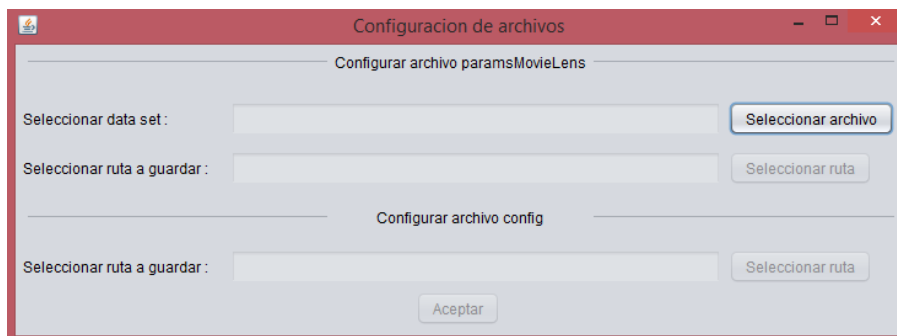 Configuracion de archivos
Configurar archivo paramsMovieLens
Seleccionar data set : Seleccionar archivo
Seleccionar ruta a guardar : Seleccionar ruta
Configurar archivo config
Seleccionar ruta a guardar : Seleccionar ruta
Aceptar